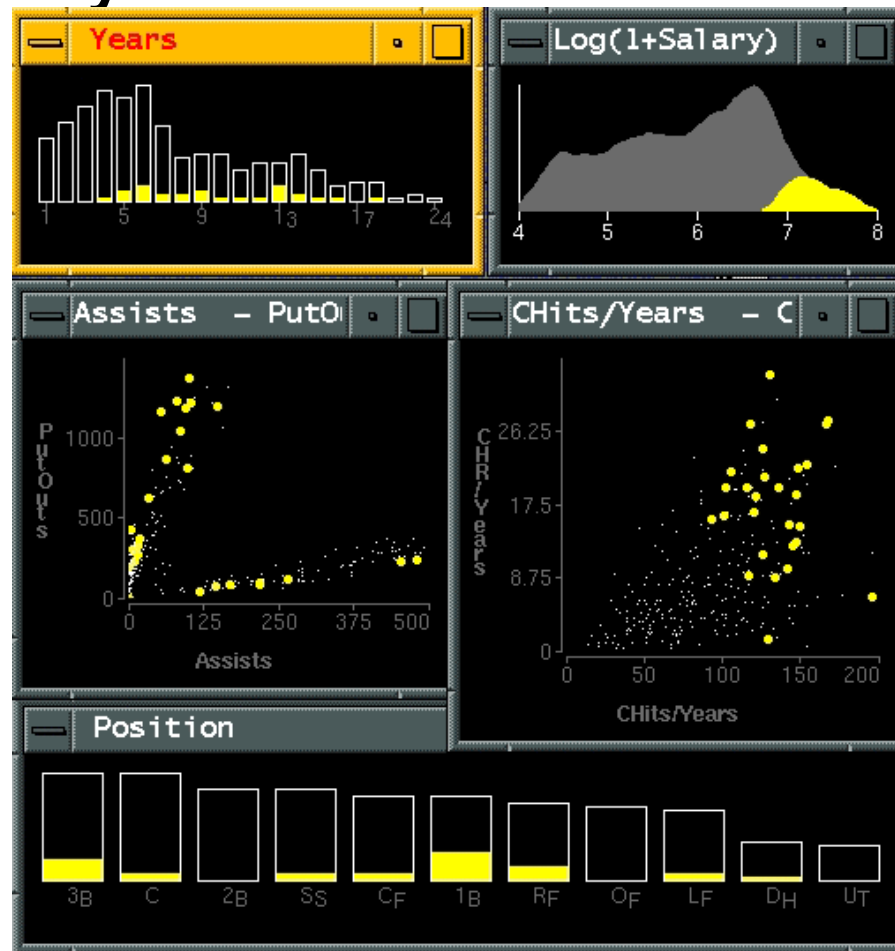 Years
1 5 9 13 17 24
Log(1+Salary)
4 5 6 7 8
Assists - PutO
PutOuts
1000
500
0
0 125 250 375 500
Assists
CHits/Years - C
CHR/Years
26.25
17.5
8.75
0
0 50 100 150 200
CHits/Years
Position
3B C 2B SS CF 1B RF OF LF DH UT